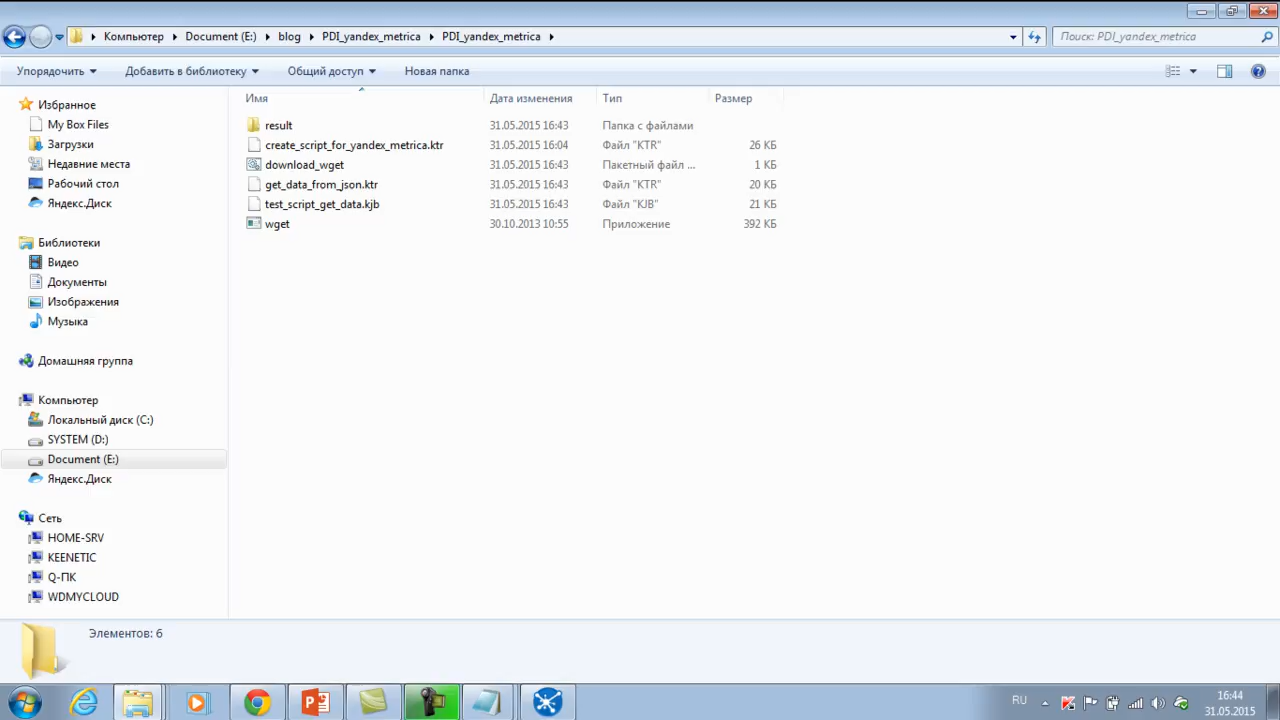 Компьютер Document (E:) blog PDI_yandex_metrica PDI_yandex_metrica
Поиск: PDI_yandex_metrica
Упорядочить Добавить в библиотеку Общий доступ Новая папка
Имя Дата изменения Тип Размер
result 31.05.2015 16:43 Папка с файлами
create_script_for_yandex_metrica.ktr 31.05.2015 16:04 Файл "KTR" 26 КБ
download_wget 31.05.2015 16:43 Пакетный файл ... 1 КБ
get_data_from_json.ktr 31.05.2015 16:43 Файл "KTR" 20 КБ
test_script_get_data.kjb 31.05.2015 16:43 Файл "KJB" 21 КБ
wget 30.10.2013 10:55 Приложение 392 КБ
Избранное
My Box Files
Загрузки
Недавние места
Рабочий стол
Яндекс.Диск
Библиотеки
Видео
Документы
Изображения
Музыка
Домашняя группа
Компьютер
Локальный диск (C:)
SYSTEM (D:)
Document (E:)
Яндекс.Диск
Сеть
HOME-SRV
KEENETIC
Q-ПК
WDMYCLOUD
Элементов: 6
RU
16:44
31.05.2015